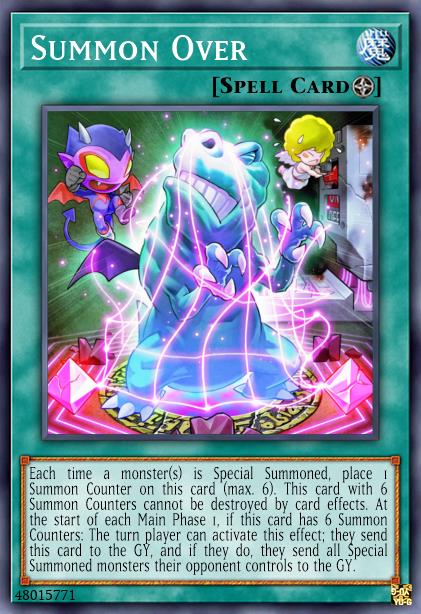 Summon Over
[Spell Card]
Each time a monster(s) is Special Summoned, place 1
Summon Counter on this card (max. 6). This card with 6
Summon Counters cannot be destroyed by card effects. At
the start of each Main Phase 1, if this card has 6 Summon
Counters: The turn player can activate this effect; they send
this card to the GY, and if they do, they send all Special
Summoned monsters their opponent controls to the GY.
48015771